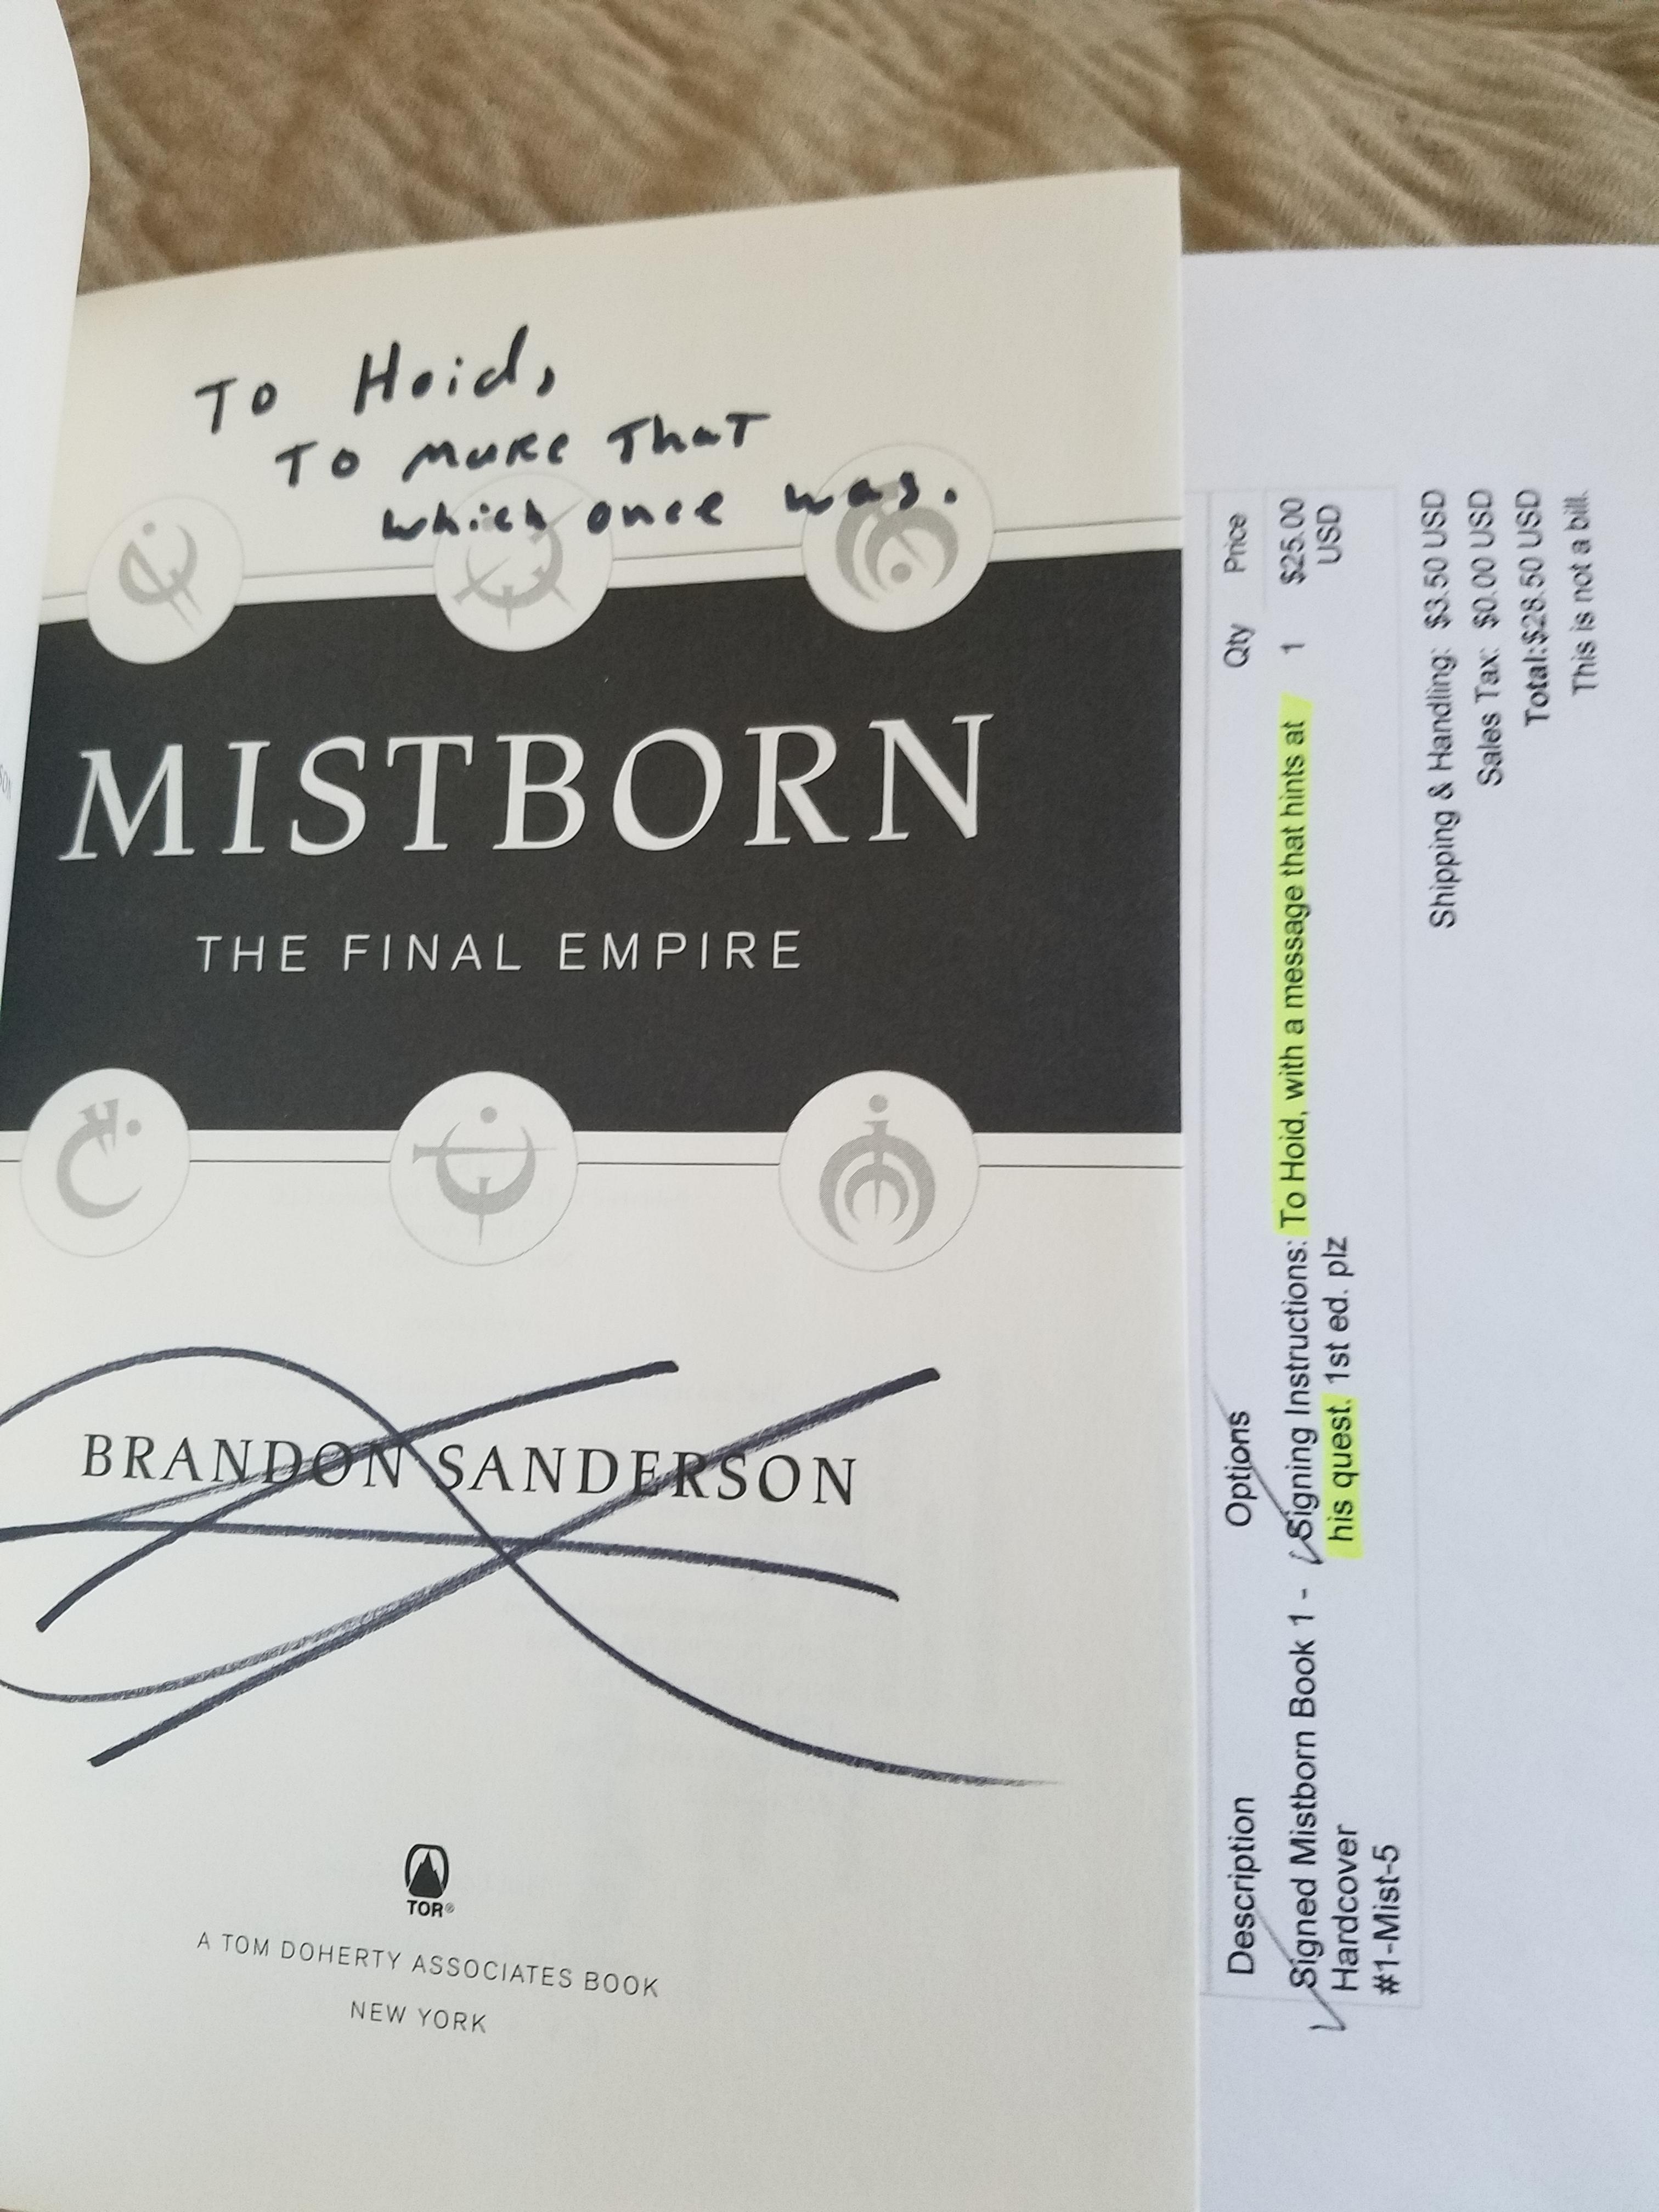 To Hoid,
To make that
which once was.
MISTBORN
THE FINAL EMPIRE
BRANDON SANDERSON
TOR®
A TOM DOHERTY ASSOCIATES BOOK
NEW YORK
Description Options Qty Price
Signed Mistborn Book 1 - Signing Instructions: To Hoid, with a message that hints at 1 $25.00
Hardcover his quest. 1st ed. plz USD
#1-Mist-5
Shipping & Handling: $3.50 USD
Sales Tax: $0.00 USD
Total:$28.50 USD
This is not a bill.